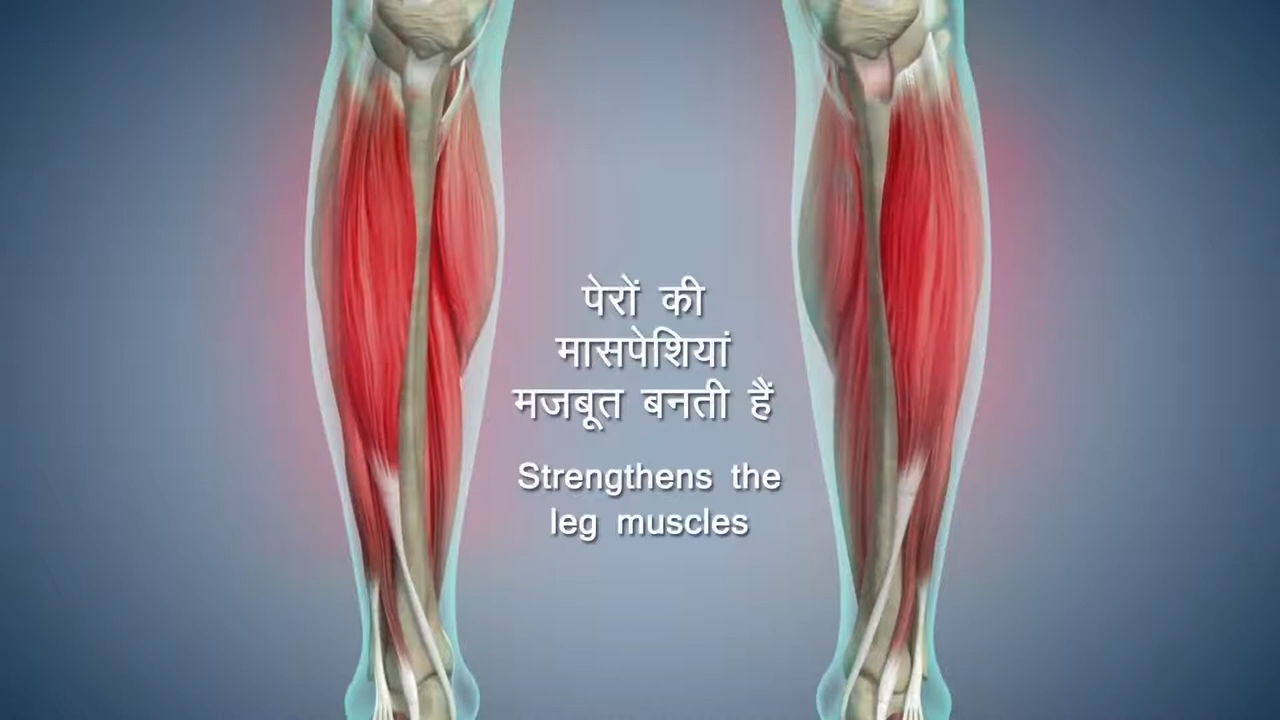 पेरों की
मासपेशियां
मजबूत बनती हैं
Strengthens the
leg muscles